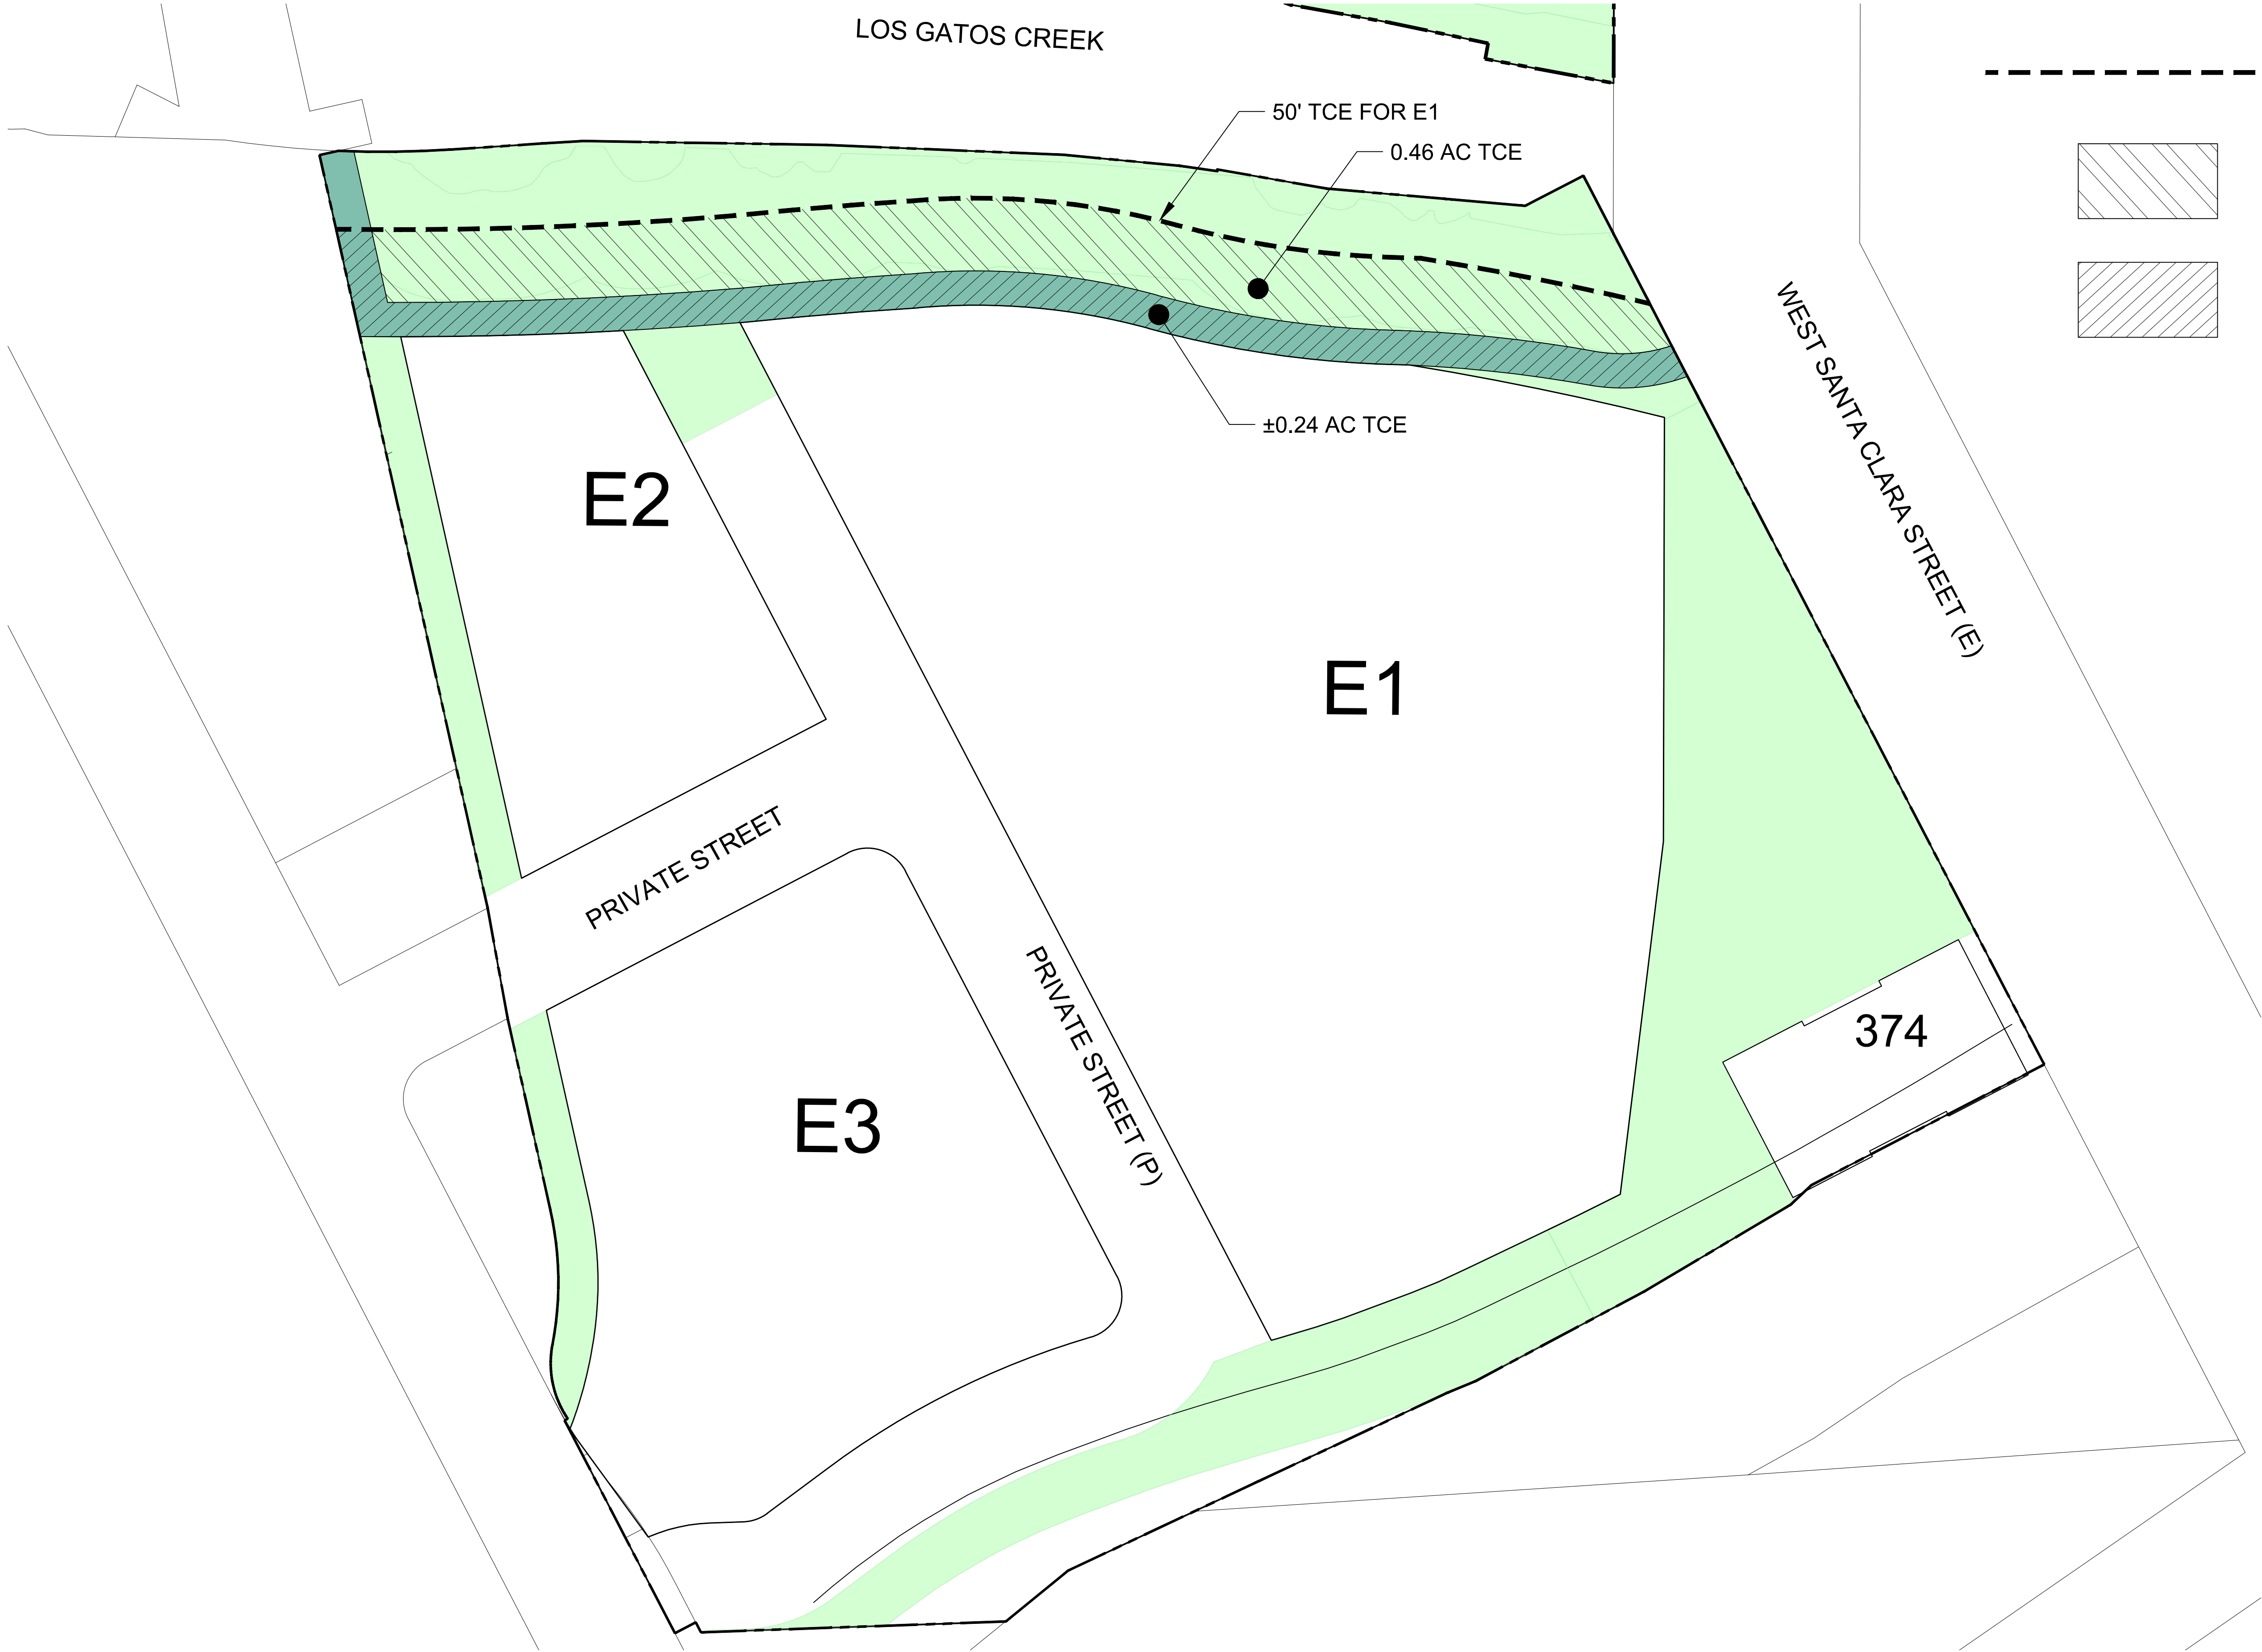 LOS GATOS CREEK
50' TCE FOR E1
0.46 AC TCE
±0.24 AC TCE
WEST SANTA CLARA STREET (E)
E2
E1
PRIVATE STREET
PRIVATE STREET (P)
374
E3